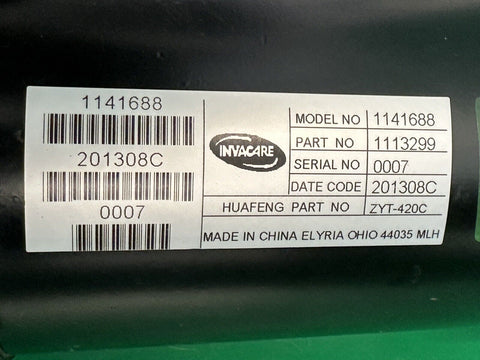 1141688
201308C
0007
INVACARE
MODEL NO 1141688
PART NO 1113299
SERIAL NO 0007
DATE CODE 201308C
HUAFENG PART NO ZYT-420C
MADE IN CHINA ELYRIA OHIO 44035 MLH